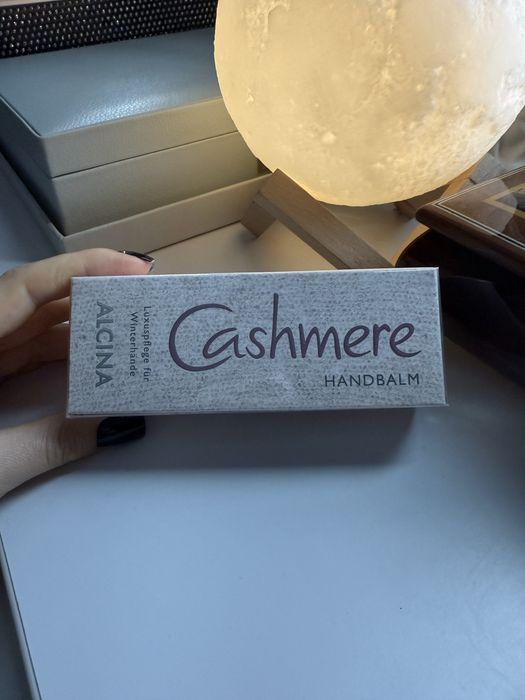 Cashmere
HANDBALM
Luxuspflege für
Winterhände
ALCINA